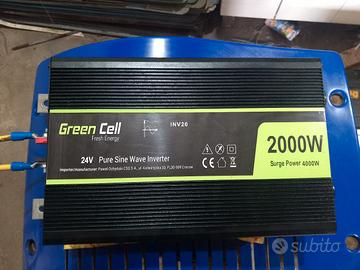 Green Cell
Fresh Energy
INV20
24V Pure Sine Wave Inverter
2000W
Surge Power 4000W
subito